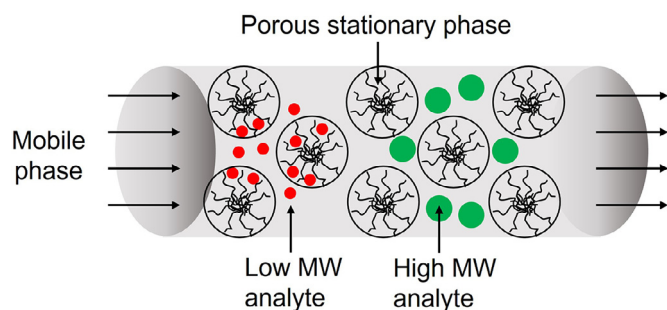 Porous stationary phase
Mobile
phase
Low MW
analyte
High MW
analyte